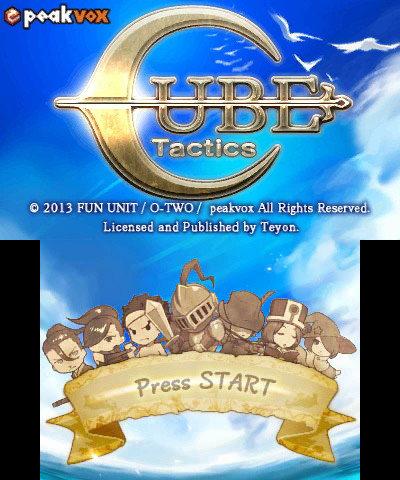 peakvox
CUBE
Tactics
© 2013 FUN UNIT / O-TWO / peakvox All Rights Reserved.
Licensed and Published by Teyon.
Press START